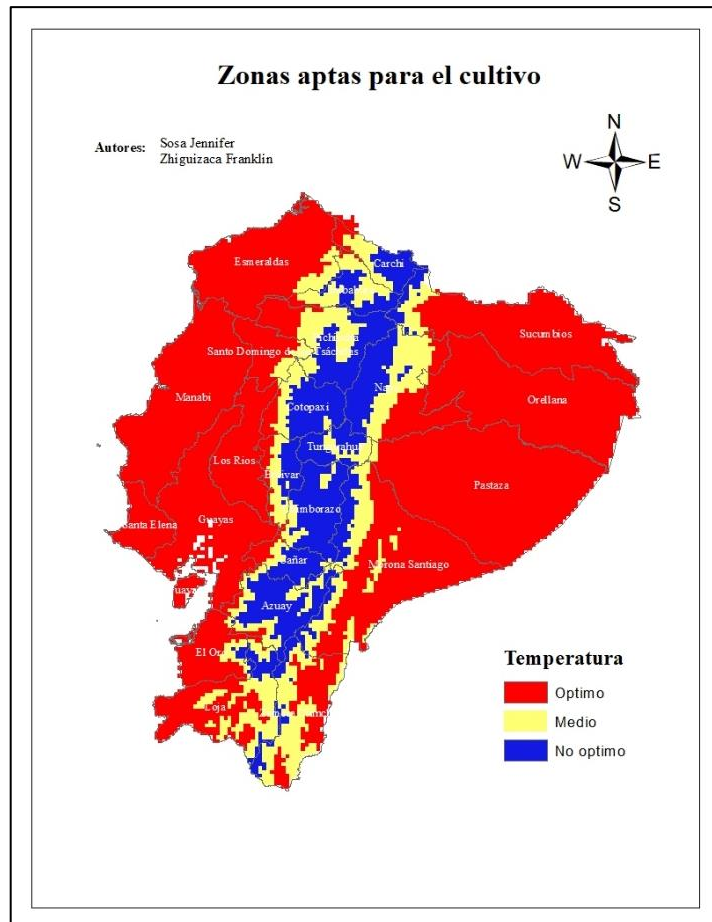 Zonas aptas para el cultivo
Autores: Sosa Jennifer
Zhiguizaca Franklin
N
W E
S
Carchi
Esmeraldas
Sucumbios
Santo Domingo de
Manabi
Orellana
Cotopaxi
Los Rios
Pastaza
Santa Elena
Guayas
Morona Santiago
Azuay
El Or
Loja
Temperatura
Optimo
Medio
No optimo